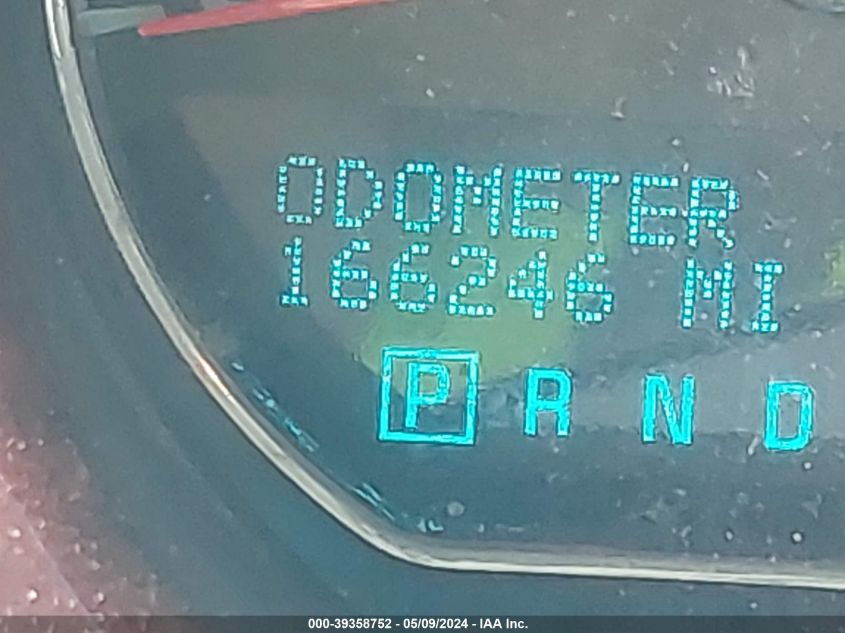 ODOMETER
166246 MI
P R N D
000-39358752 - 05/09/2024 - IAA Inc.